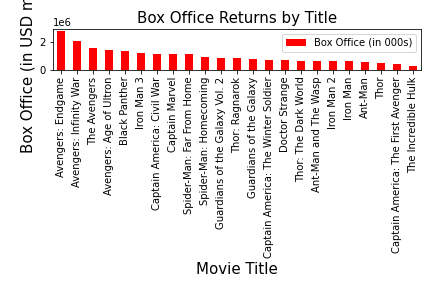 Box Office Returns by Title
1e6
Box Office (in USD m
2
0
Box Office (in 000s)
Avengers: Endgame
Avengers: Infinity War
The Avengers
Avengers: Age of Ultron
Black Panther
Iron Man 3
Captain America: Civil War
Captain Marvel
Spider-Man: Far From Home
Spider-Man: Homecoming
Guardians of the Galaxy Vol. 2
Thor: Ragnarok
Guardians of the Galaxy
Captain America: The Winter Soldier
Doctor Strange
Thor: The Dark World
Ant-Man and The Wasp
Iron Man 2
Iron Man
Ant-Man
Thor
Captain America: The First Avenger
The Incredible Hulk
Movie Title